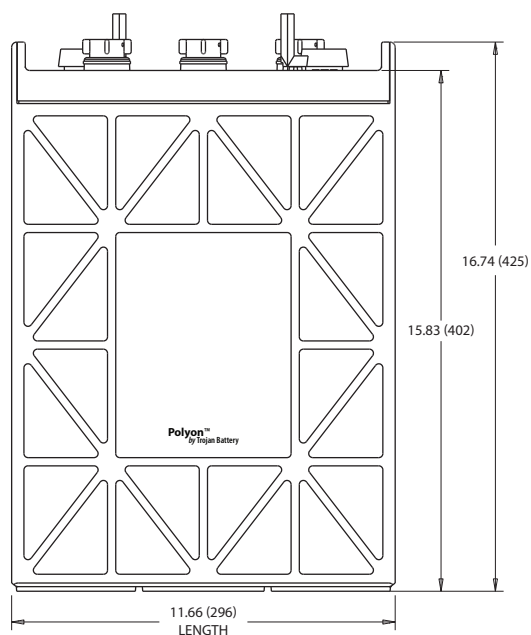 16.74 (425)
15.83 (402)
Polyon™
by Trojan Battery
11.66 (296)
LENGTH